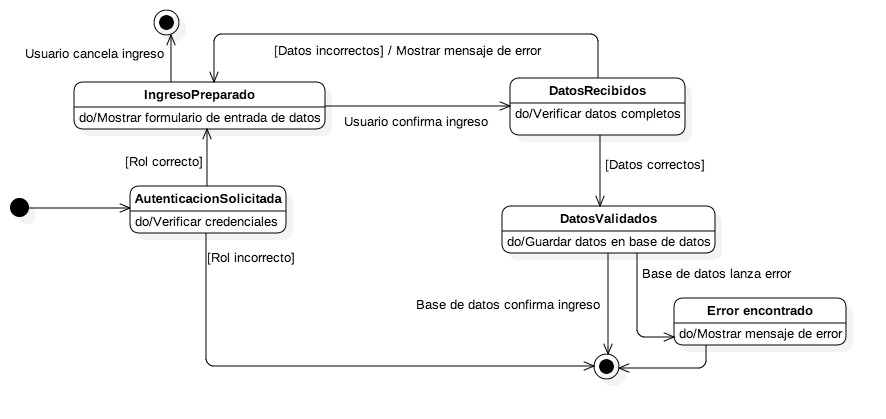 Usuario cancela ingreso
[Datos incorrectos] / Mostrar mensaje de error
IngresoPreparado
do/Mostrar formulario de entrada de datos
Usuario confirma ingreso
DatosRecibidos
do/Verificar datos completos
[Rol correcto]
[Datos correctos]
AutenticacionSolicitada
do/Verificar credenciales
DatosValidados
do/Guardar datos en base de datos
[Rol incorrecto]
Base de datos lanza error
Base de datos confirma ingreso
Error encontrado
do/Mostrar mensaje de error